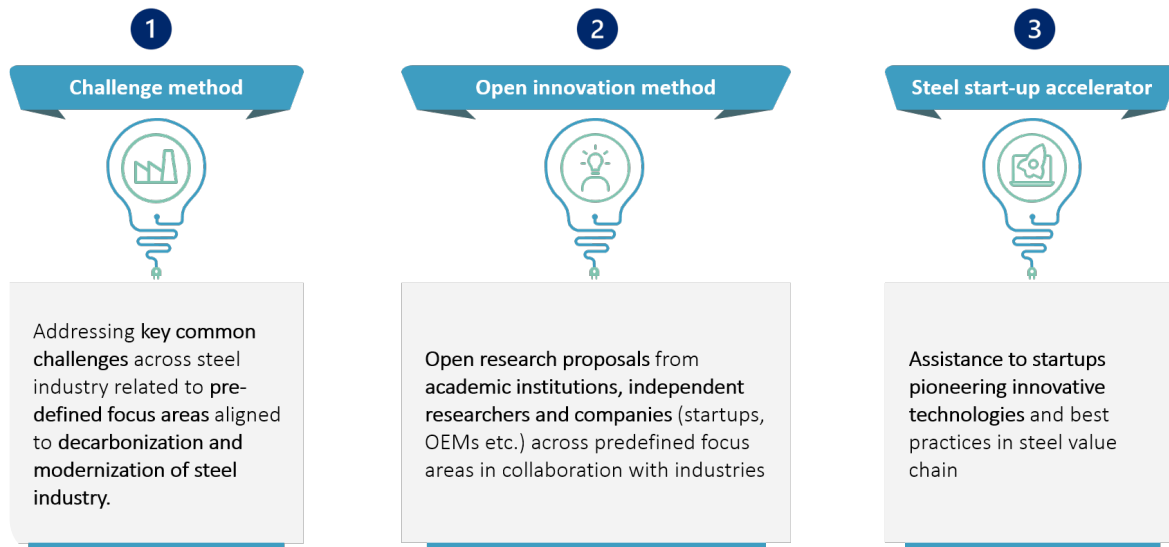 1
Challenge method
Addressing key common
challenges across steel
industry related to pre-
defined focus areas aligned
to decarbonization and
modernization of steel
industry.
2
Open innovation method
Open research proposals from
academic institutions, independent
researchers and companies (startups,
OEMs etc.) across predefined focus
areas in collaboration with industries
3
Steel start-up accelerator
Assistance to startups
pioneering innovative
technologies and best
practices in steel value
chain